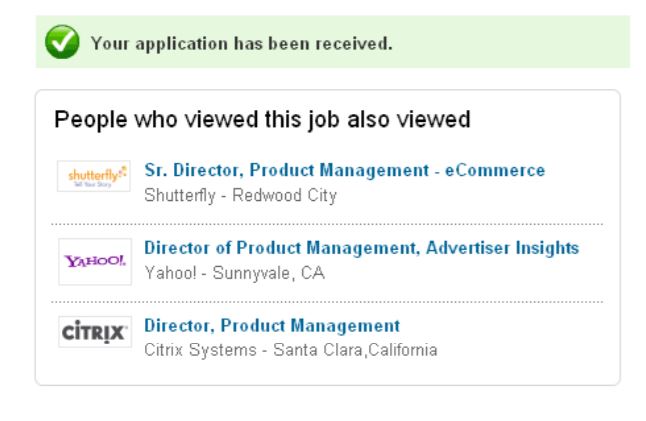 Your application has been received.
People who viewed this job also viewed
shutterfly
Tell Your Story
Sr. Director, Product Management - eCommerce
Shutterfly - Redwood City
YAHOO!
Director of Product Management, Advertiser Insights
Yahoo! - Sunnyvale, CA
CITRIX
Director, Product Management
Citrix Systems - Santa Clara,California